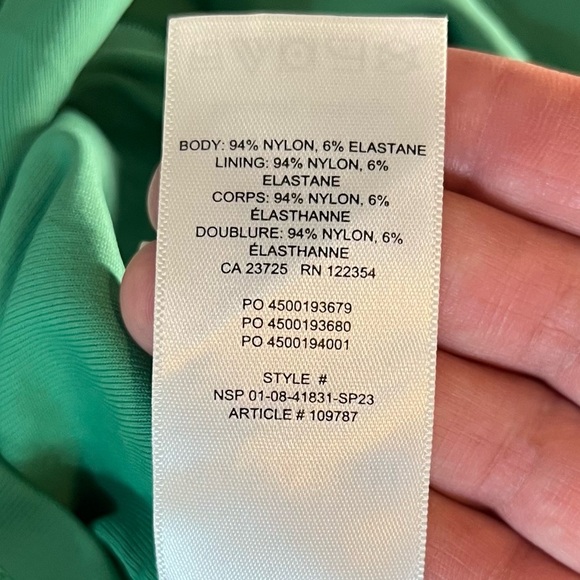 BODY: 94% NYLON, 6% ELASTANE
LINING: 94% NYLON, 6%
ELASTANE
CORPS: 94% NYLON, 6%
ÉLASTHANNE
DOUBLURE: 94% NYLON, 6%
ÉLASTHANNE
CA 23725 RN 122354
PO 4500193679
PO 4500193680
PO 4500194001
STYLE #
NSP 01-08-41831-SP23
ARTICLE # 109787